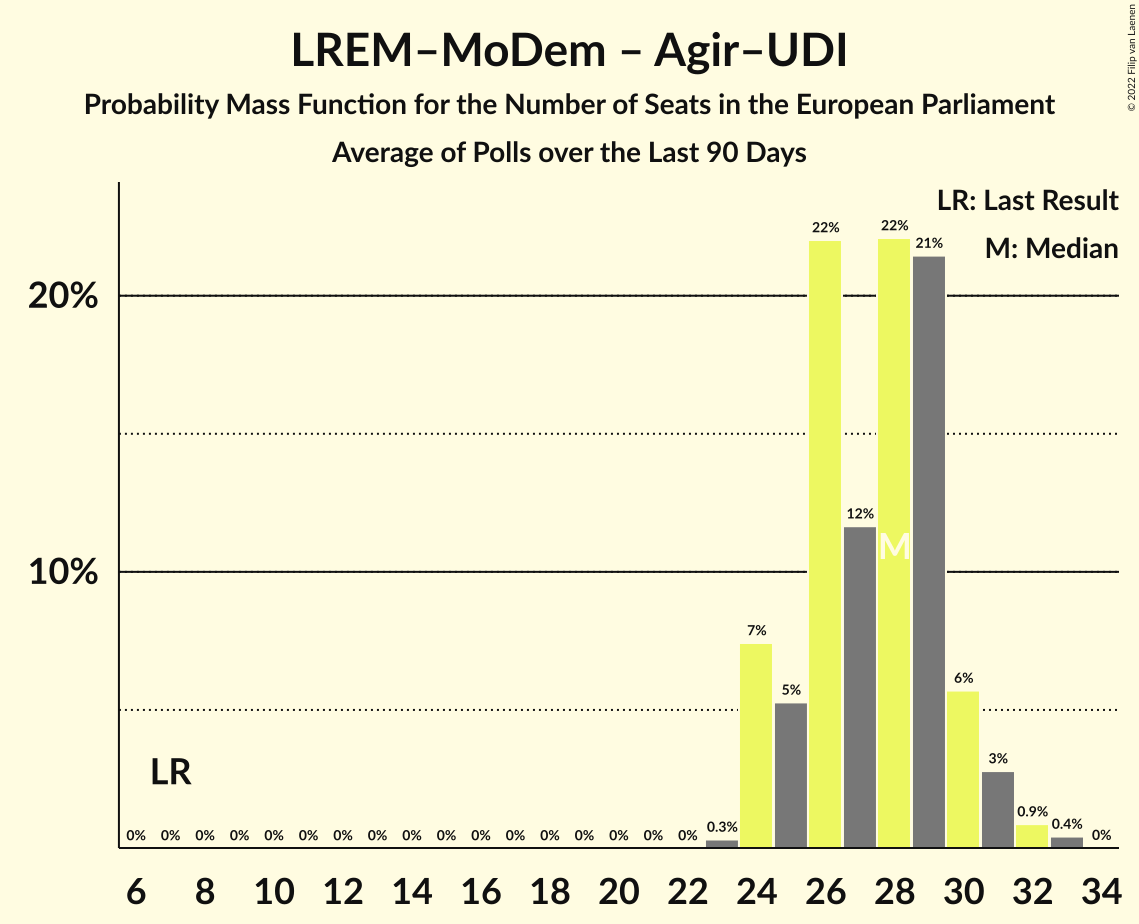 LREM–MoDem – Agir–UDI
Probability Mass Function for the Number of Seats in the European Parliament
Average of Polls over the Last 90 Days
© 2022 Filip van Laenen
LR: Last Result
M: Median
20%
10%
LR
M
0% 0% 0% 0% 0% 0% 0% 0% 0% 0% 0% 0% 0% 0% 0% 0% 0% 0.3% 7% 5% 22% 12% 22% 21% 6% 3% 0.9% 0.4% 0%
6 8 10 12 14 16 18 20 22 24 26 28 30 32 34